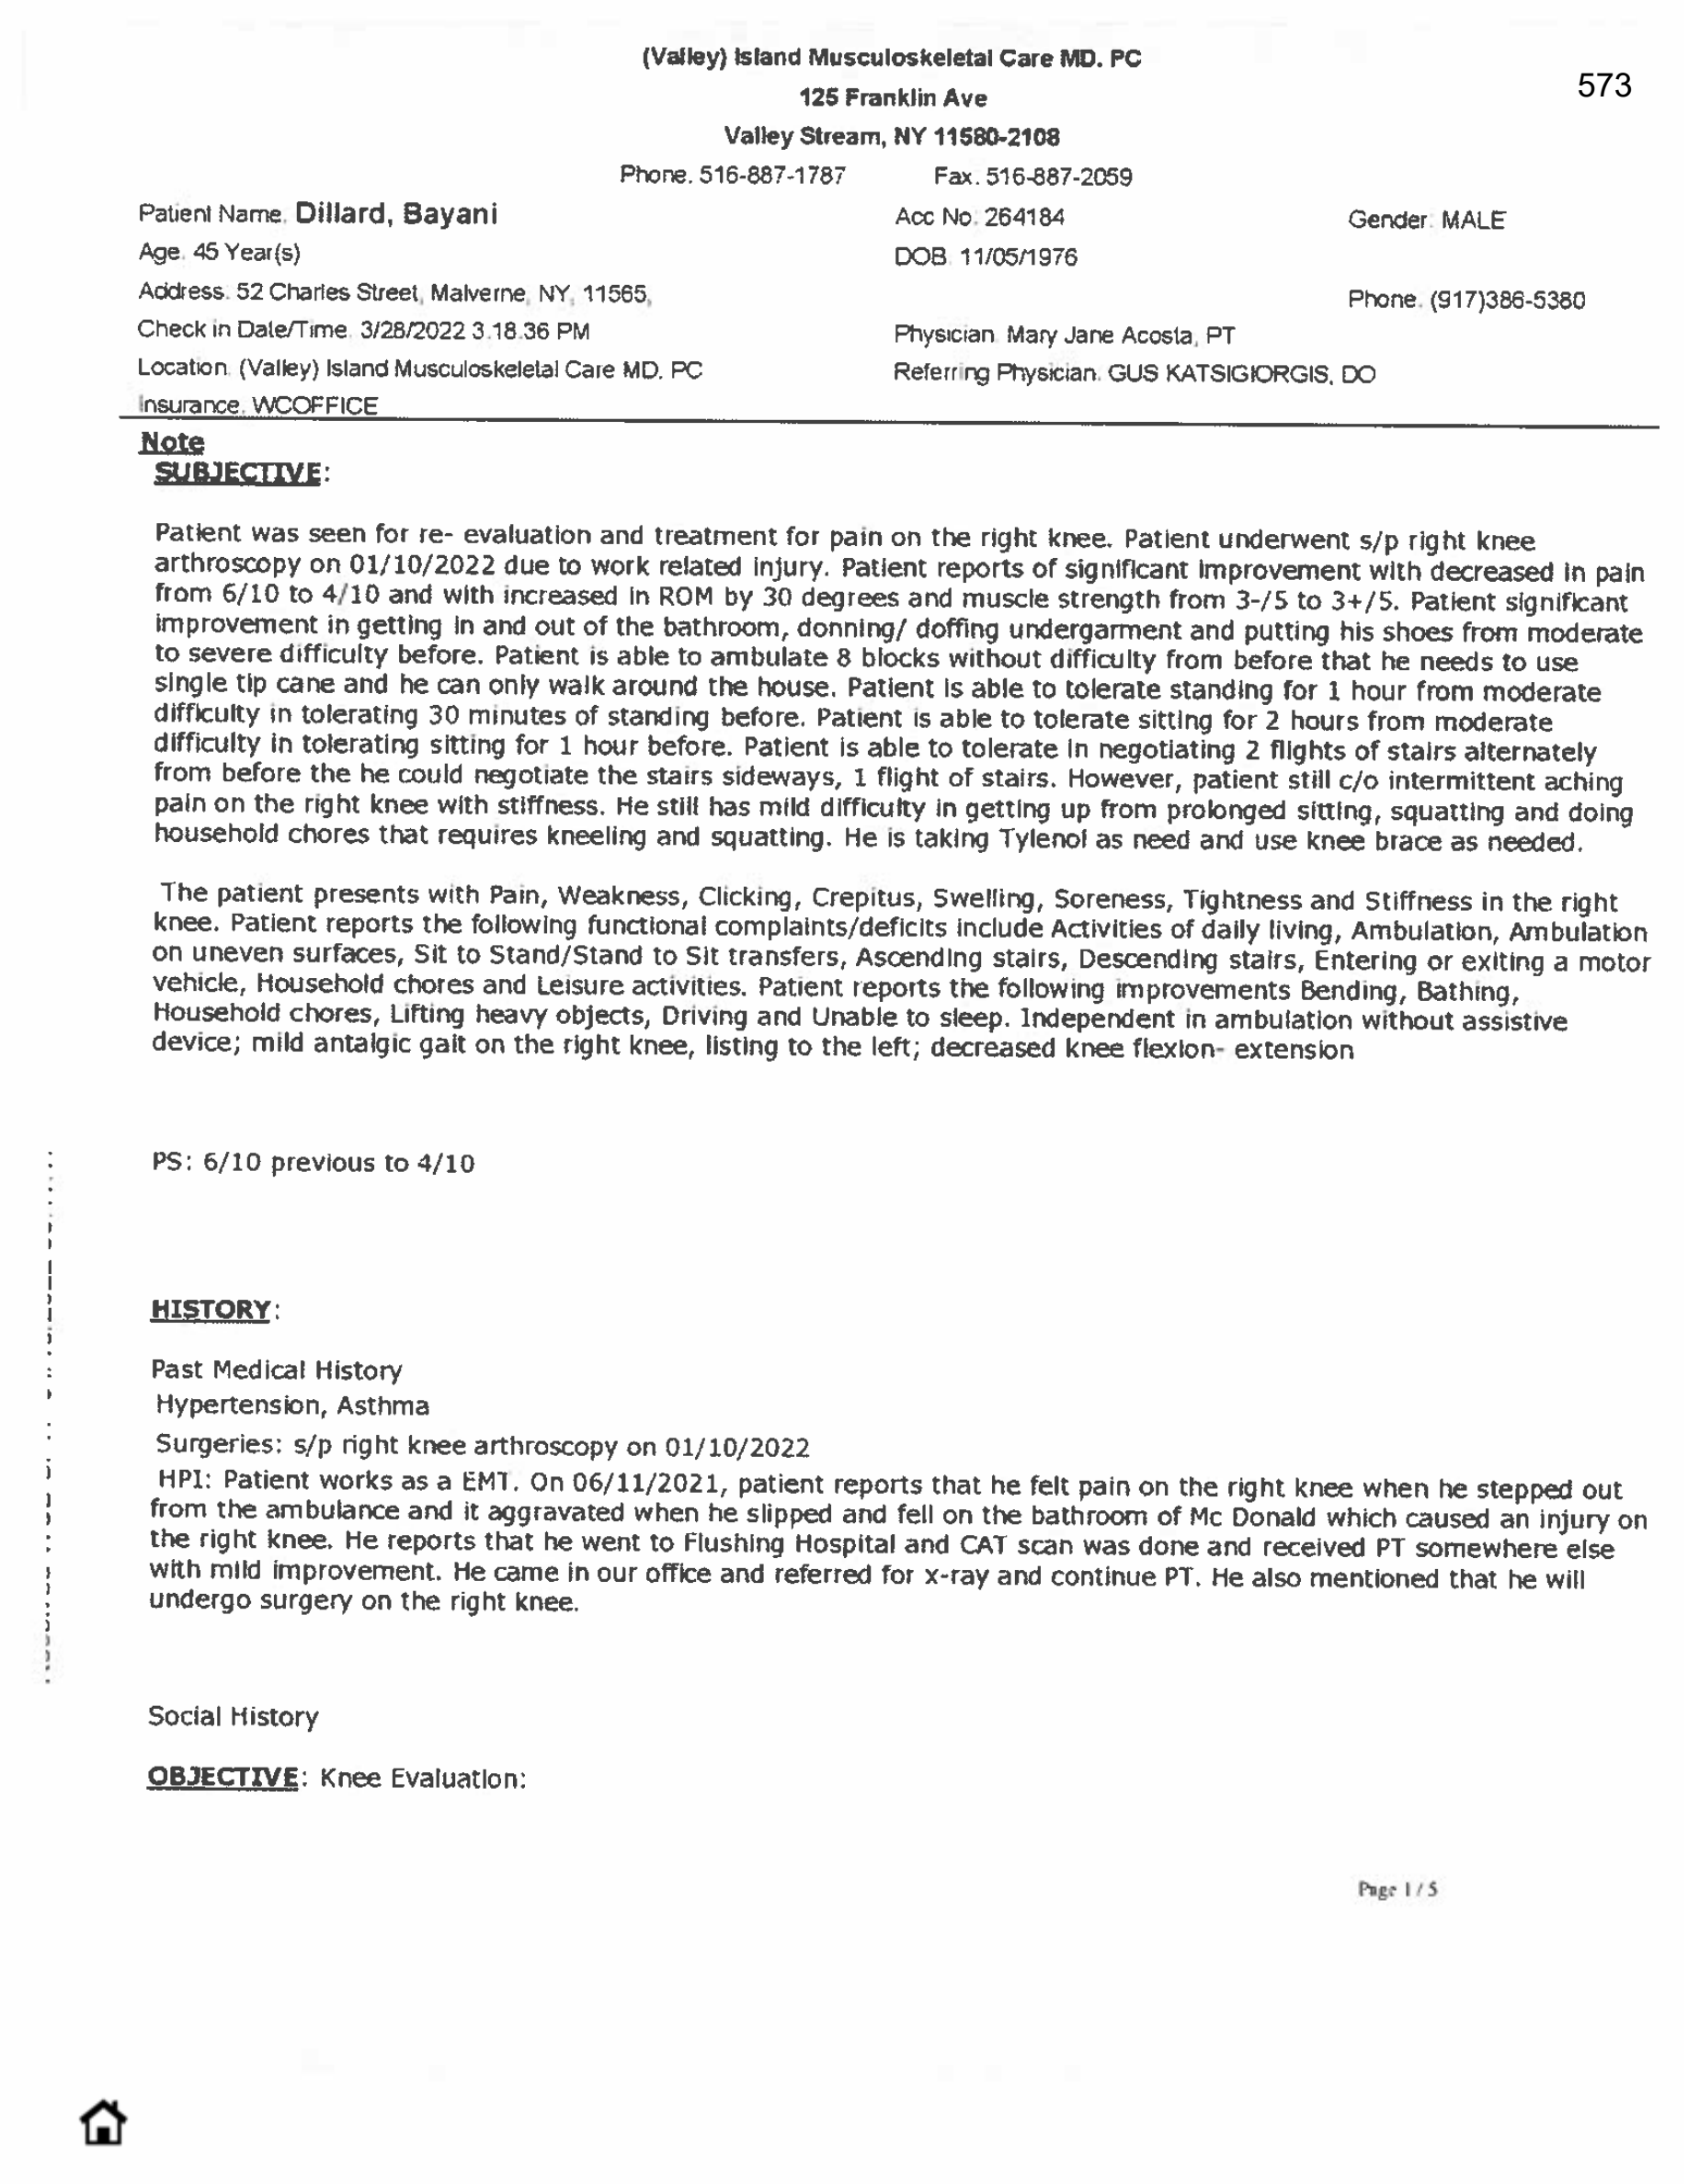 (Valley) Island Musculoskeletal Care MD. PC
573
125 Franklin Ave
Valley Stream, NY 11580-2108
Phone. 516-887-1787 Fax. 516-887-2059
Patient Name. Dillard, Bayani Acc No: 264184 Gender: MALE
Age. 45 Year(s) DOB 11/05/1976
Address. 52 Charles Street, Malverne, NY, 11565, Phone. (917)386-5380
Check in Date/Time. 3/28/2022 3.18.36 PM Physician Mary Jane Acosta, PT
Location. (Valley) Island Musculoskeletal Care MD. PC Referring Physician. GUS KATSIGIORGIS, DO
Insurance. WCOFFICE
Note
SUBJECTIVE:
Patient was seen for re- evaluation and treatment for pain on the right knee. Patient underwent s/p right knee
arthroscopy on 01/10/2022 due to work related injury. Patient reports of significant improvement with decreased in pain
from 6/10 to 4/10 and with increased in ROM by 30 degrees and muscle strength from 3-/5 to 3+/5. Patient significant
improvement in getting in and out of the bathroom, donning/ doffing undergarment and putting his shoes from moderate
to severe difficulty before. Patient is able to ambulate 8 blocks without difficulty from before that he needs to use
single tip cane and he can only walk around the house. Patient is able to tolerate standing for 1 hour from moderate
difficulty in tolerating 30 minutes of standing before. Patient is able to tolerate sitting for 2 hours from moderate
difficulty in tolerating sitting for 1 hour before. Patient is able to tolerate in negotiating 2 flights of stairs alternately
from before the he could negotiate the stairs sideways, 1 flight of stairs. However, patient still c/o intermittent aching
pain on the right knee with stiffness. He still has mild difficulty in getting up from prolonged sitting, squatting and doing
household chores that requires kneeling and squatting. He is taking Tylenol as need and use knee brace as needed.
The patient presents with Pain, Weakness, Clicking, Crepitus, Swelling, Soreness, Tightness and Stiffness in the right
knee. Patient reports the following functional complaints/deficits include Activities of daily living, Ambulation, Ambulation
on uneven surfaces, Sit to Stand/Stand to Sit transfers, Ascending stairs, Descending stairs, Entering or exiting a motor
vehicle, Household chores and Leisure activities. Patient reports the following improvements Bending, Bathing,
Household chores, Lifting heavy objects, Driving and Unable to sleep. Independent in ambulation without assistive
device; mild antalgic gait on the right knee, listing to the left; decreased knee flexion- extension
PS: 6/10 previous to 4/10
HISTORY:
Past Medical History
Hypertension, Asthma
Surgeries: s/p right knee arthroscopy on 01/10/2022
HPI: Patient works as a EMT. On 06/11/2021, patient reports that he felt pain on the right knee when he stepped out
from the ambulance and it aggravated when he slipped and fell on the bathroom of Mc Donald which caused an injury on
the right knee. He reports that he went to Flushing Hospital and CAT scan was done and received PT somewhere else
with mild improvement. He came in our office and referred for x-ray and continue PT. He also mentioned that he will
undergo surgery on the right knee.
Social History
OBJECTIVE: Knee Evaluation:
Page 1 / 5